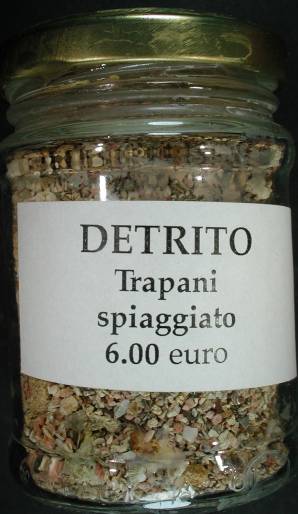 DETRITO
Trapani
spiaggiato
6.00 euro